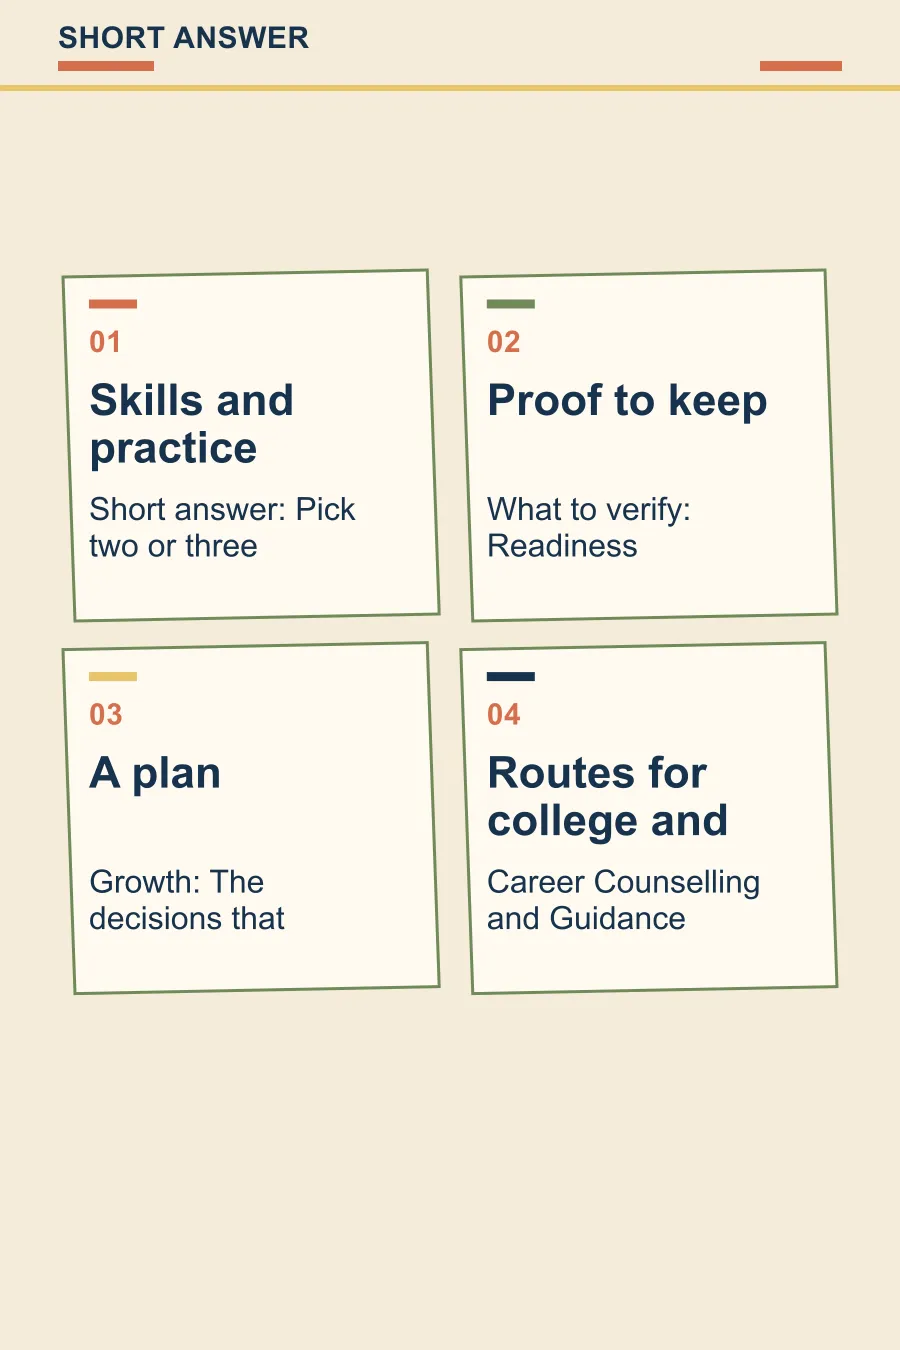 SHORT ANSWER
01
Skills and
practice
Short answer: Pick
two or three
02
Proof to keep
What to verify:
Readiness
03
A plan
Growth: The
decisions that
04
Routes for
college and
Career Counselling
and Guidance